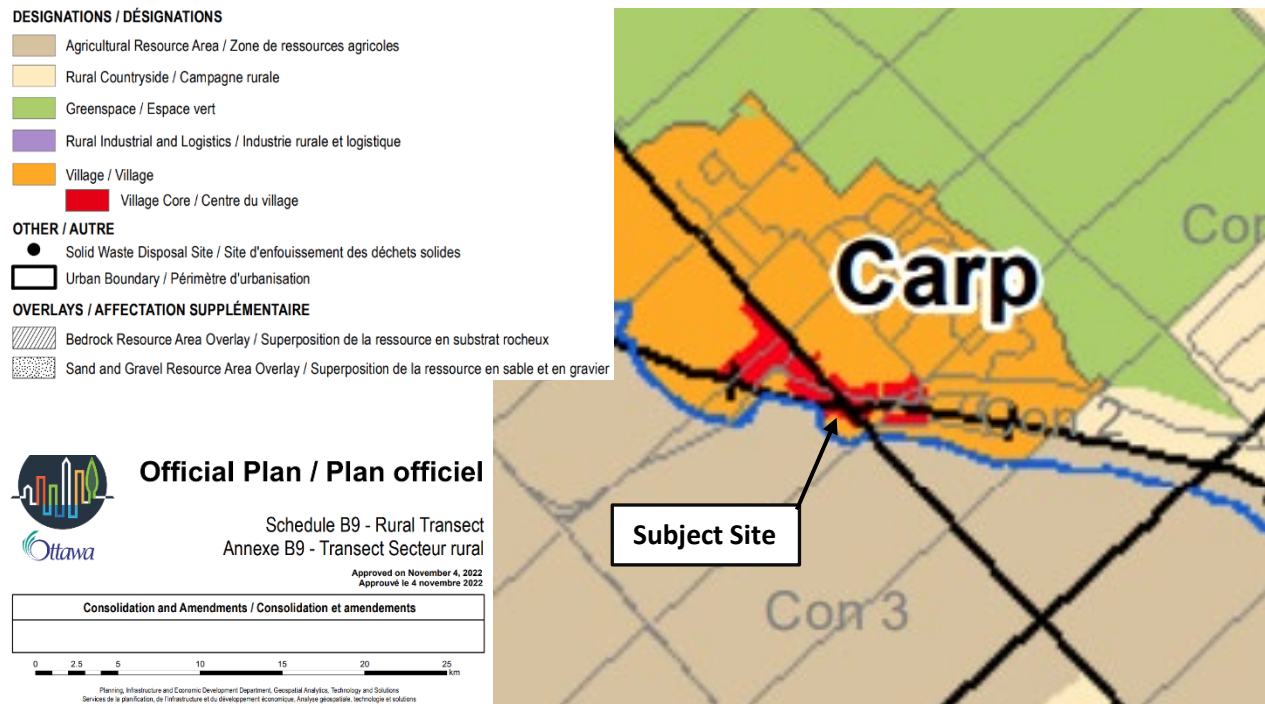 DESIGNATIONS / DÉSIGNATIONS
Agricultural Resource Area / Zone de ressources agricoles
Rural Countryside / Campagne rurale
Greenspace / Espace vert
Rural Industrial and Logistics / Industrie rurale et logistique
Village / Village
Village Core / Centre du village
OTHER / AUTRE
Solid Waste Disposal Site / Site d'enfouissement des déchets solides
Urban Boundary / Périmètre d'urbanisation
OVERLAYS / AFFECTATION SUPPLÉMENTAIRE
Bedrock Resource Area Overlay / Superposition de la ressource en substrat rocheux
Sand and Gravel Resource Area Overlay / Superposition de la ressource en sable et en gravier
Ottawa
Official Plan / Plan officiel
Schedule B9 - Rural Transect
Annexe B9 - Transect Secteur rural
Approved on November 4, 2022
Approuvé le 4 novembre 2022
Consolidation and Amendments / Consolidation et amendements
0 2.5 5 10 15 20 25
km
Planning, Infrastructure and Economic Development Department, Geospatial Analytics, Technology and Solutions
Services de la planification, de l'infrastructure et du développement économique, Analyse géospatiale, technologie et solutions
Con
Carp
Con 2
Subject Site
Con 3